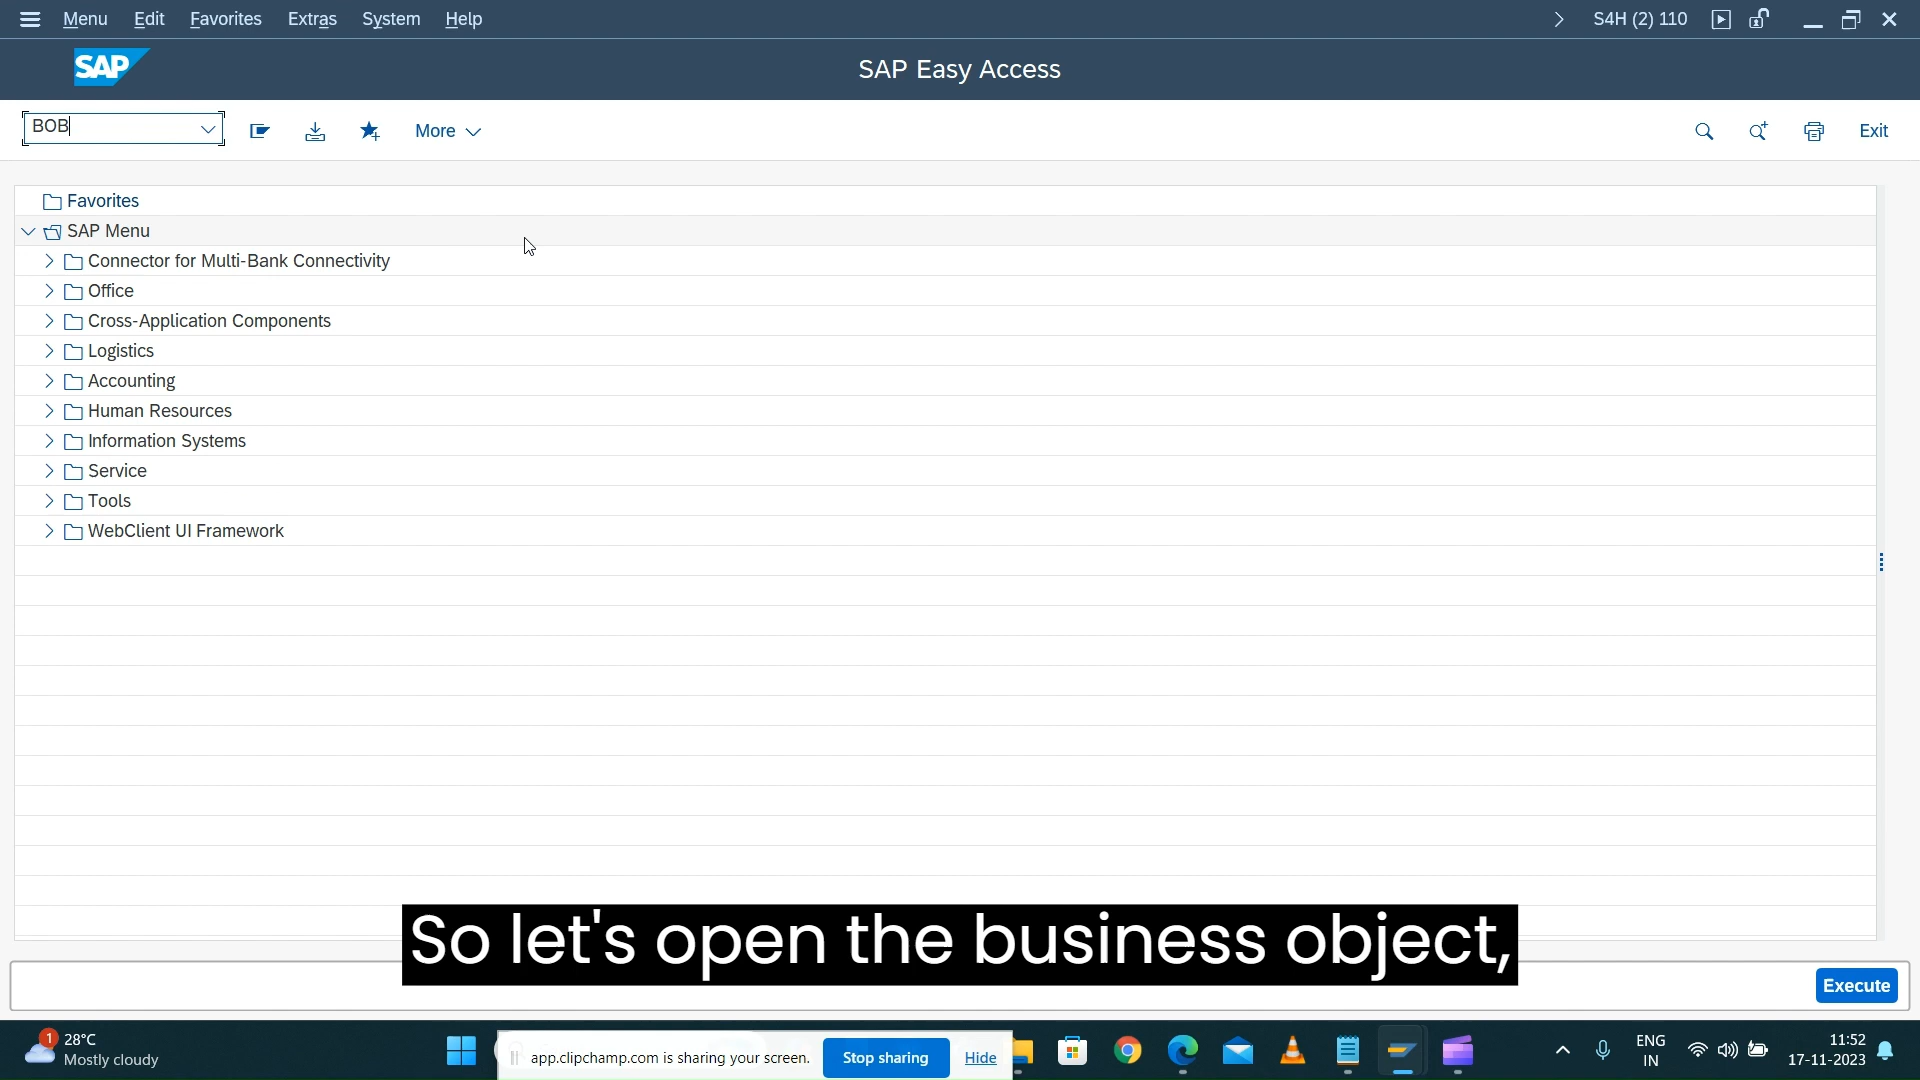 Menu Edit Favorites Extras System Help S4H (2) 110
SAP SAP Easy Access
BOB More Exit
Favorites
SAP Menu
Connector for Multi-Bank Connectivity
Office
Cross-Application Components
Logistics
Accounting
Human Resources
Information Systems
Service
Tools
WebClient UI Framework
So let's open the business object,
Execute
1 28°C
Mostly cloudy
app.clipchamp.com is sharing your screen. Stop sharing Hide
ENG
IN
11:52
17-11-2023